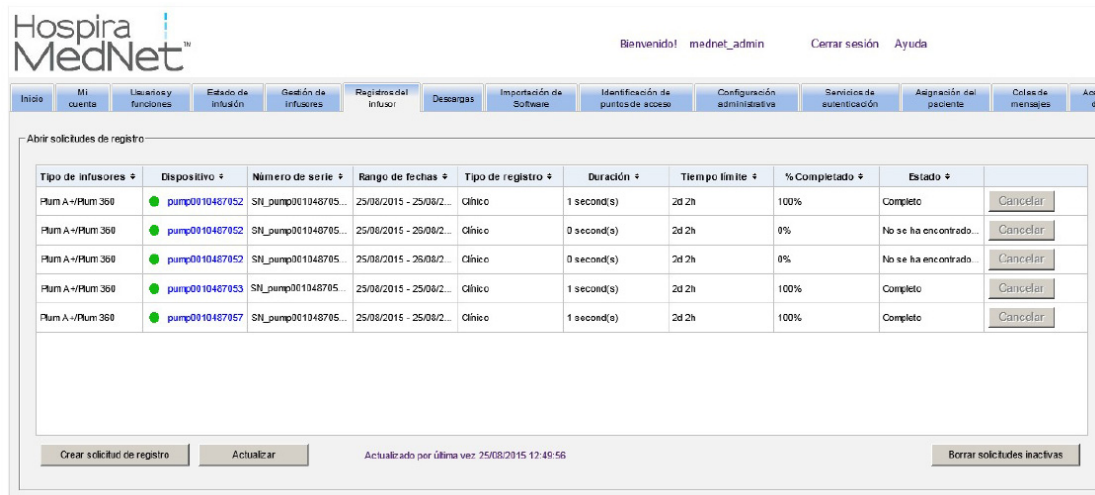 Hospira
MedNet™
Bienvenido! mednet_admin Cerrar sesión Ayuda
Inicio Mi cuenta Usuarios y funciones Estado de infusión Gestión de infusores Registros del infusor Descargas Importación de Software Identificación de puntos de acceso Configuración administrativa Servicios de autenticación Asignación del paciente Colas de mensajes
Abrir solicitudes de registro
Tipo de infusores Dispositivo Número de serie Rango de fechas Tipo de registro Duración Tiempo límite % Completado Estado
Plum A+/Plum 360 pump0010487052 SN_pump001048705... 25/08/2015 - 25/08/2... Clínico 1 second(s) 2d 2h 100% Completo Cancelar
Plum A+/Plum 360 pump0010487052 SN_pump001048705... 25/08/2015 - 26/08/2... Clínico 0 second(s) 2d 2h 0% No se ha encontrado... Cancelar
Plum A+/Plum 360 pump0010487052 SN_pump001048705... 25/08/2015 - 26/08/2... Clínico 0 second(s) 2d 2h 0% No se ha encontrado... Cancelar
Plum A+/Plum 360 pump0010487053 SN_pump001048705... 25/08/2015 - 25/08/2... Clínico 1 second(s) 2d 2h 100% Completo Cancelar
Plum A+/Plum 360 pump0010487057 SN_pump001048705... 25/08/2015 - 25/08/2... Clínico 1 second(s) 2d 2h 100% Completo Cancelar
Crear solicitud de registro Actualizar Actualizado por última vez 25/08/2015 12:49:56 Borrar solicitudes inactivas